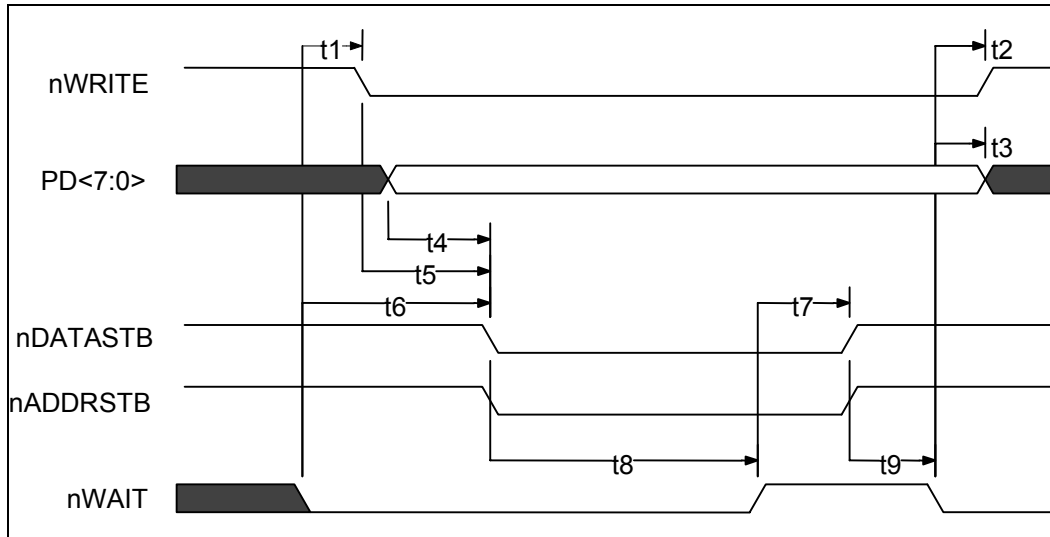 t1
t2
nWRITE
t3
PD<7:0>
t4
t5
t6
t7
nDATASTB
nADDRSTB
t8
t9
nWAIT